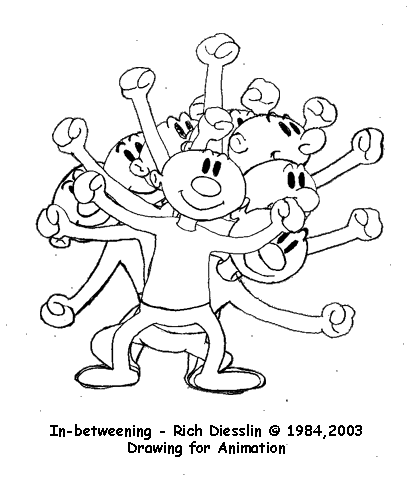 In-betweening - Rich Diesslin © 1984,2003
Drawing for Animation